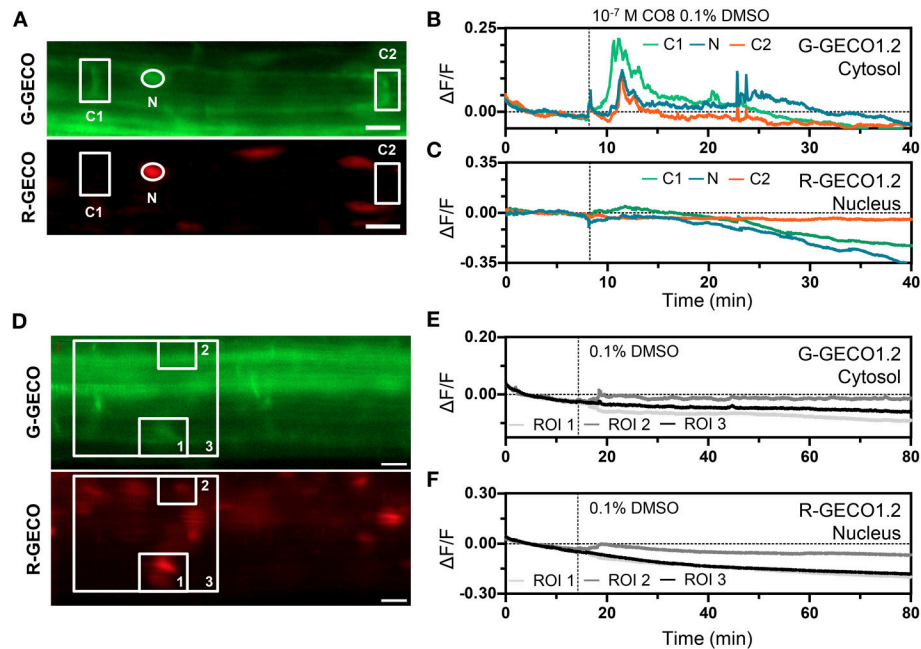 A
G-GECO
C1
N
C2
R-GECO
C1
N
C2
B
10⁻⁷ M CO8 0.1% DMSO
C1 N C2
G-GECO1.2
Cytosol
ΔF/F
0.25
0.00
0 10 20 30 40
C
C1 N C2
R-GECO1.2
Nucleus
ΔF/F
0.35
0.00
-0.35
0 10 20 30 40
Time (min)
D
G-GECO
2
1
3
R-GECO
2
1
3
E
0.1% DMSO
G-GECO1.2
Cytosol
ΔF/F
0.20
0.00
ROI 1 ROI 2 ROI 3
0 20 40 60 80
F
0.1% DMSO
R-GECO1.2
Nucleus
ΔF/F
0.30
0.00
-0.30
ROI 1 ROI 2 ROI 3
0 20 40 60 80
Time (min)